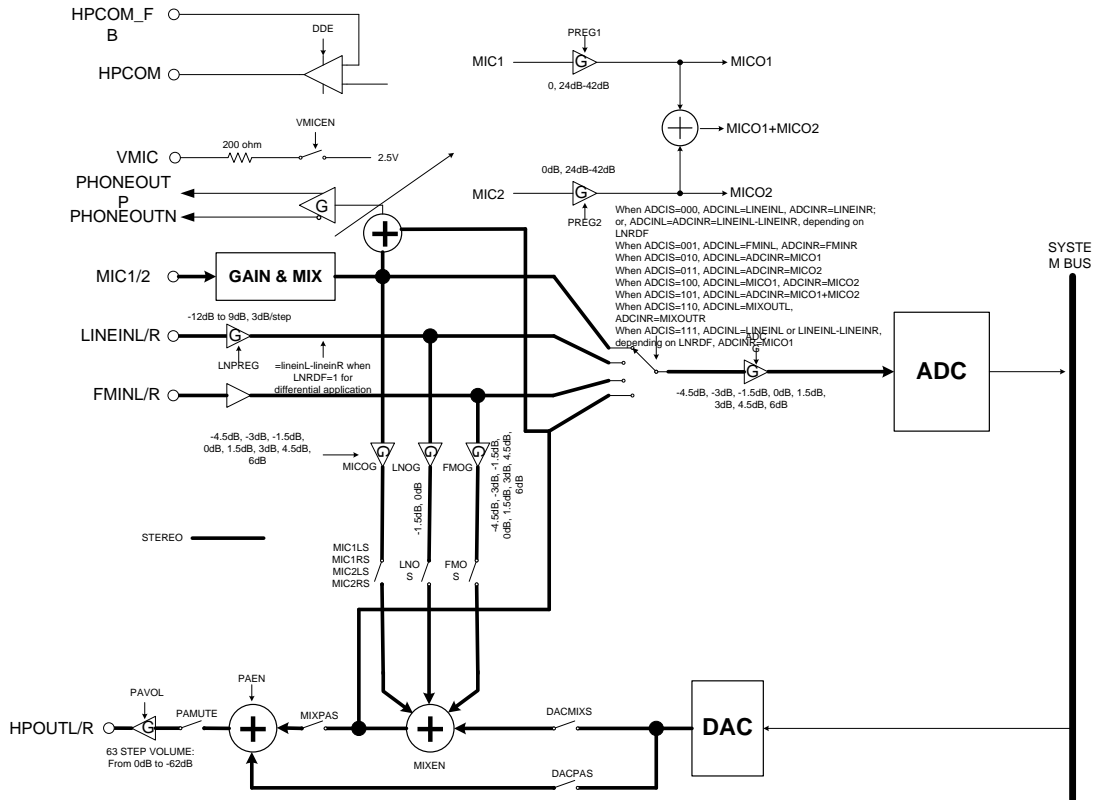 HPCOM_F
B
DDE
HPCOM
PREG1
MIC1
G
MICO1
0, 24dB-42dB
MICO1+MICO2
VMICEN
200 ohm
VMIC
2.5V
0dB, 24dB-42dB
MIC2
G
MICO2
PREG2
PHONEOUT
P
PHONEOUTN
G
When ADCIS=000, ADCINL=LINEINL, ADCINR=LINEINR;
or, ADCINL=ADCINR=LINEINL-LINEINR, depending on
LNRDF
When ADCIS=001, ADCINL=FMINL, ADCINR=FMINR
When ADCIS=010, ADCINL=ADCINR=MICO1
When ADCIS=011, ADCINL=ADCINR=MICO2
When ADCIS=100, ADCINL=MICO1, ADCINR=MICO2
When ADCIS=101, ADCINL=ADCINR=MICO1+MICO2
When ADCIS=110, ADCINL=MIXOUTL,
ADCINR=MIXOUTR
When ADCIS=111, ADCINL=LINEINL or LINEINL-LINEINR,
depending on LNRDF, ADCINR=MICO1
SYSTE
M BUS
MIC1/2
GAIN & MIX
-12dB to 9dB, 3dB/step
LINEINL/R
G
LNPREG
=lineinL-lineinR when
LNRDF=1 for
differential application
FMINL/R
ADC
G
G
-4.5dB, -3dB, -1.5dB, 0dB, 1.5dB,
3dB, 4.5dB, 6dB
ADC
-4.5dB, -3dB, -1.5dB,
0dB, 1.5dB, 3dB, 4.5dB,
6dB
G
MICOG
G
LNOG
G
FMOG
-1.5dB, 0dB
-4.5dB, -3dB, -1.5dB,
0dB, 1.5dB, 3dB, 4.5dB,
6dB
STEREO
MIC1LS
MIC1RS
MIC2LS
MIC2RS
LNO
S
FMO
S
PAEN
PAVOL
HPOUTL/R
G
PAMUTE
MIXPAS
DACMIXS
DAC
63 STEP VOLUME:
From 0dB to -62dB
MIXEN
DACPAS